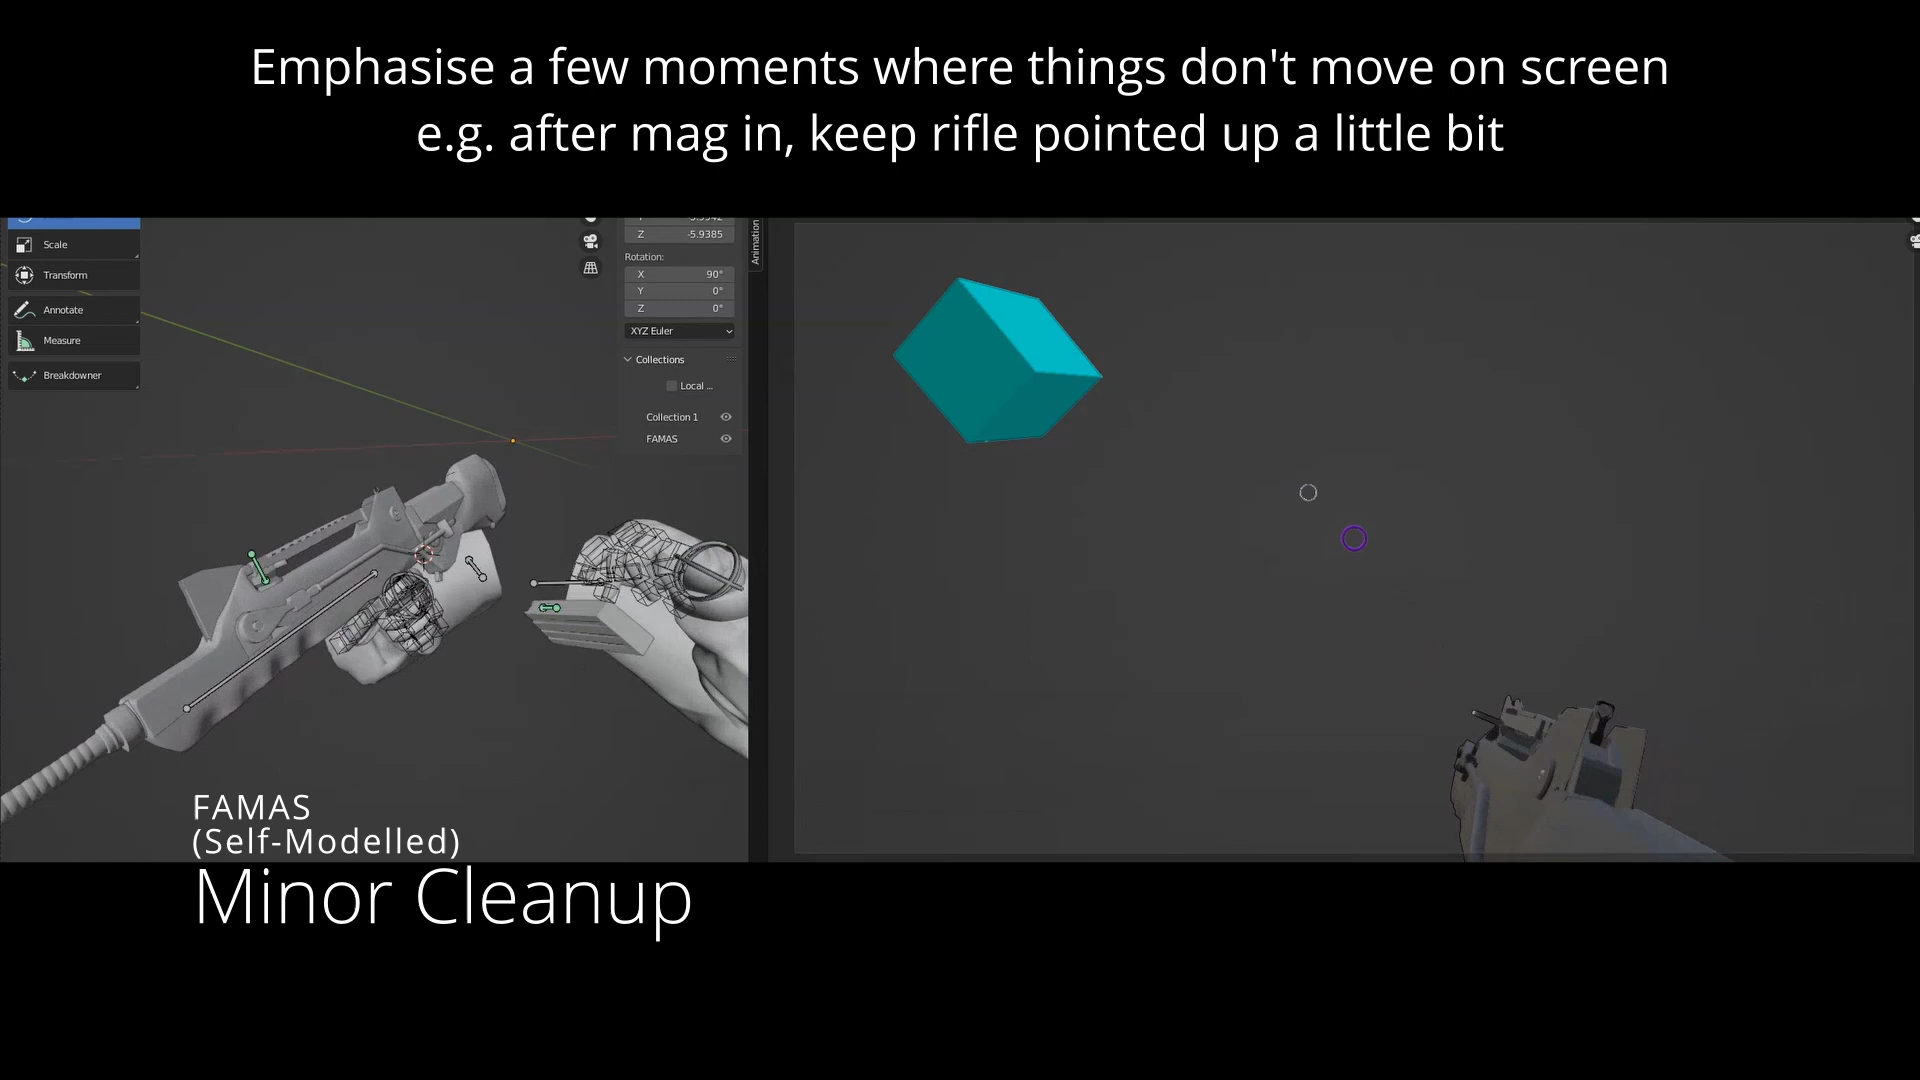 Emphasise a few moments where things don't move on screen
e.g. after mag in, keep rifle pointed up a little bit
Z -5.9385
Scale
Rotation:
Transform
X 90°
Y 0°
Z 0°
Annotate
XYZ Euler
Measure
Collections
Breakdowner
Local ...
Collection 1
FAMAS
Animation
FAMAS
(Self-Modelled)
Minor Cleanup